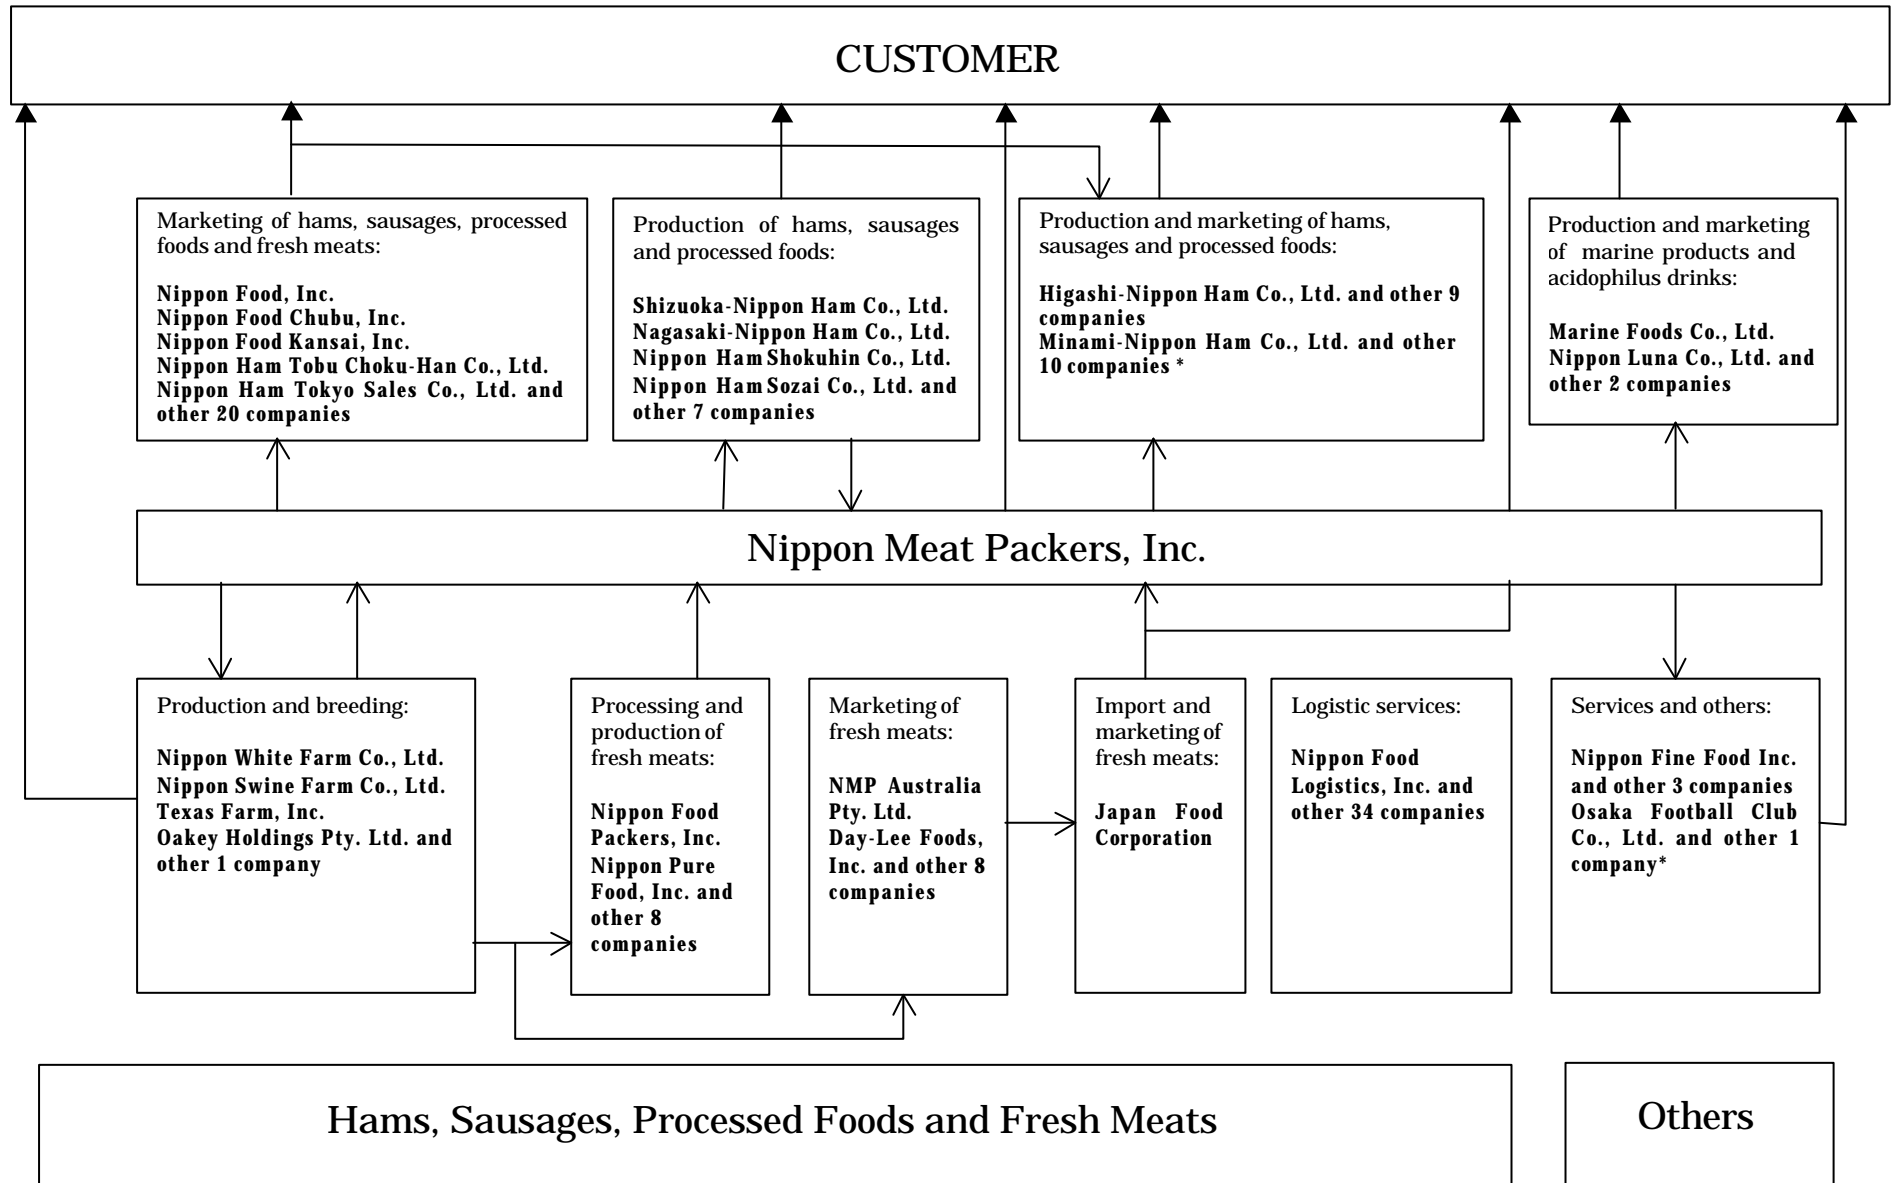 CUSTOMER
Marketing of hams, sausages, processed
foods and fresh meats:
Nippon Food, Inc.
Nippon Food Chubu, Inc.
Nippon Food Kansai, Inc.
Nippon Ham Tobu Choku-Han Co., Ltd.
Nippon Ham Tokyo Sales Co., Ltd. and
other 20 companies
Production of hams, sausages
and processed foods:
Shizuoka-Nippon Ham Co., Ltd.
Nagasaki-Nippon Ham Co., Ltd.
Nippon Ham Shokuhin Co., Ltd.
Nippon Ham Sozai Co., Ltd. and
other 7 companies
Production and marketing of hams,
sausages and processed foods:
Higashi-Nippon Ham Co., Ltd. and other 9
companies
Minami-Nippon Ham Co., Ltd. and other
10 companies *
Production and marketing
of marine products and
acidophilus drinks:
Marine Foods Co., Ltd.
Nippon Luna Co., Ltd. and
other 2 companies
Nippon Meat Packers, Inc.
Production and breeding:
Nippon White Farm Co., Ltd.
Nippon Swine Farm Co., Ltd.
Texas Farm, Inc.
Oakey Holdings Pty. Ltd. and
other 1 company
Processing and
production of
fresh meats:
Nippon Food
Packers, Inc.
Nippon Pure
Food, Inc. and
other 8
companies
Marketing of
fresh meats:
NMP Australia
Pty. Ltd.
Day-Lee Foods,
Inc. and other 8
companies
Import and
marketing of
fresh meats:
Japan Food
Corporation
Logistic services:
Nippon Food
Logistics, Inc. and
other 34 companies
Services and others:
Nippon Fine Food Inc.
and other 3 companies
Osaka Football Club
Co., Ltd. and other 1
company*
Hams, Sausages, Processed Foods and Fresh Meats
Others